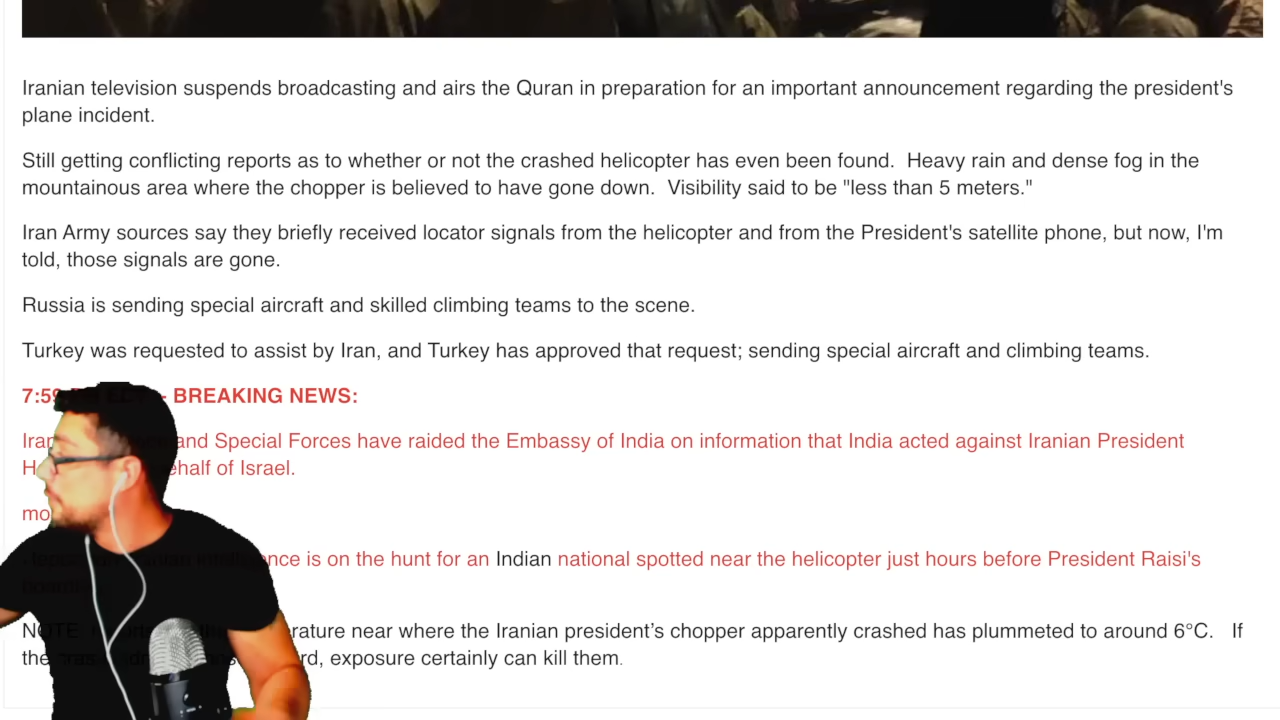 Iranian television suspends broadcasting and airs the Quran in preparation for an important announcement regarding the president's
plane incident.
Still getting conflicting reports as to whether or not the crashed helicopter has even been found.  Heavy rain and dense fog in the
mountainous area where the chopper is believed to have gone down.  Visibility said to be "less than 5 meters."
Iran Army sources say they briefly received locator signals from the helicopter and from the President's satellite phone, but now, I'm
told, those signals are gone.
Russia is sending special aircraft and skilled climbing teams to the scene.
Turkey was requested to assist by Iran, and Turkey has approved that request; sending special aircraft and climbing teams.
- BREAKING NEWS:
and Special Forces have raided the Embassy of India on information that India acted against Iranian President
of Israel.
is on the hunt for an Indian national spotted near the helicopter just hours before President Raisi's
NOTE: near where the Iranian president's chopper apparently crashed has plummeted to around 6°C.   If
exposure certainly can kill them.